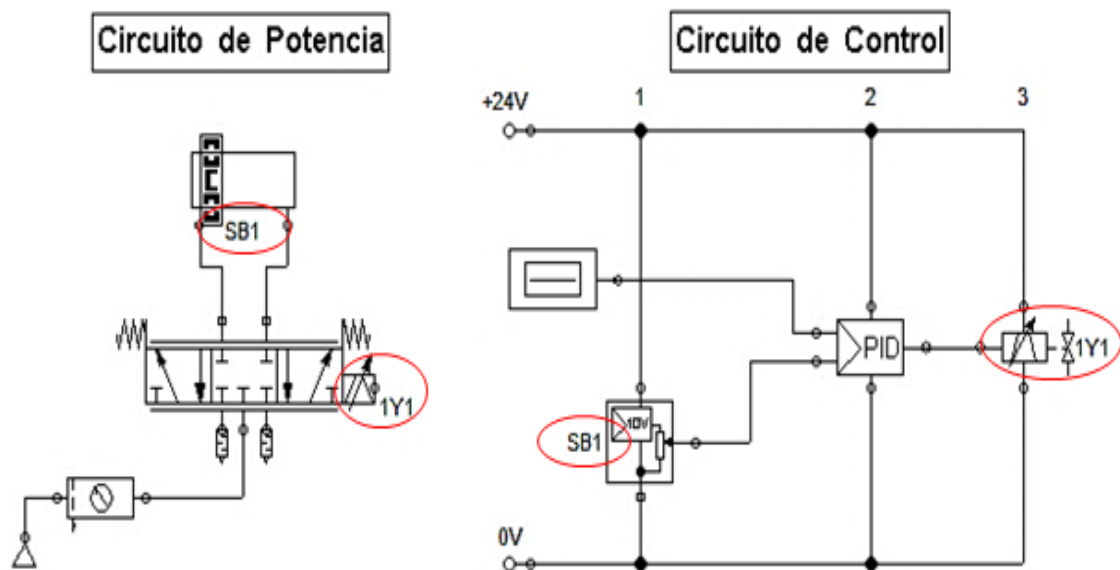 Circuito de Potencia
SB1
1Y1
Circuito de Control
+24V 1 2 3
PID
1Y1
SB1 10V
0V